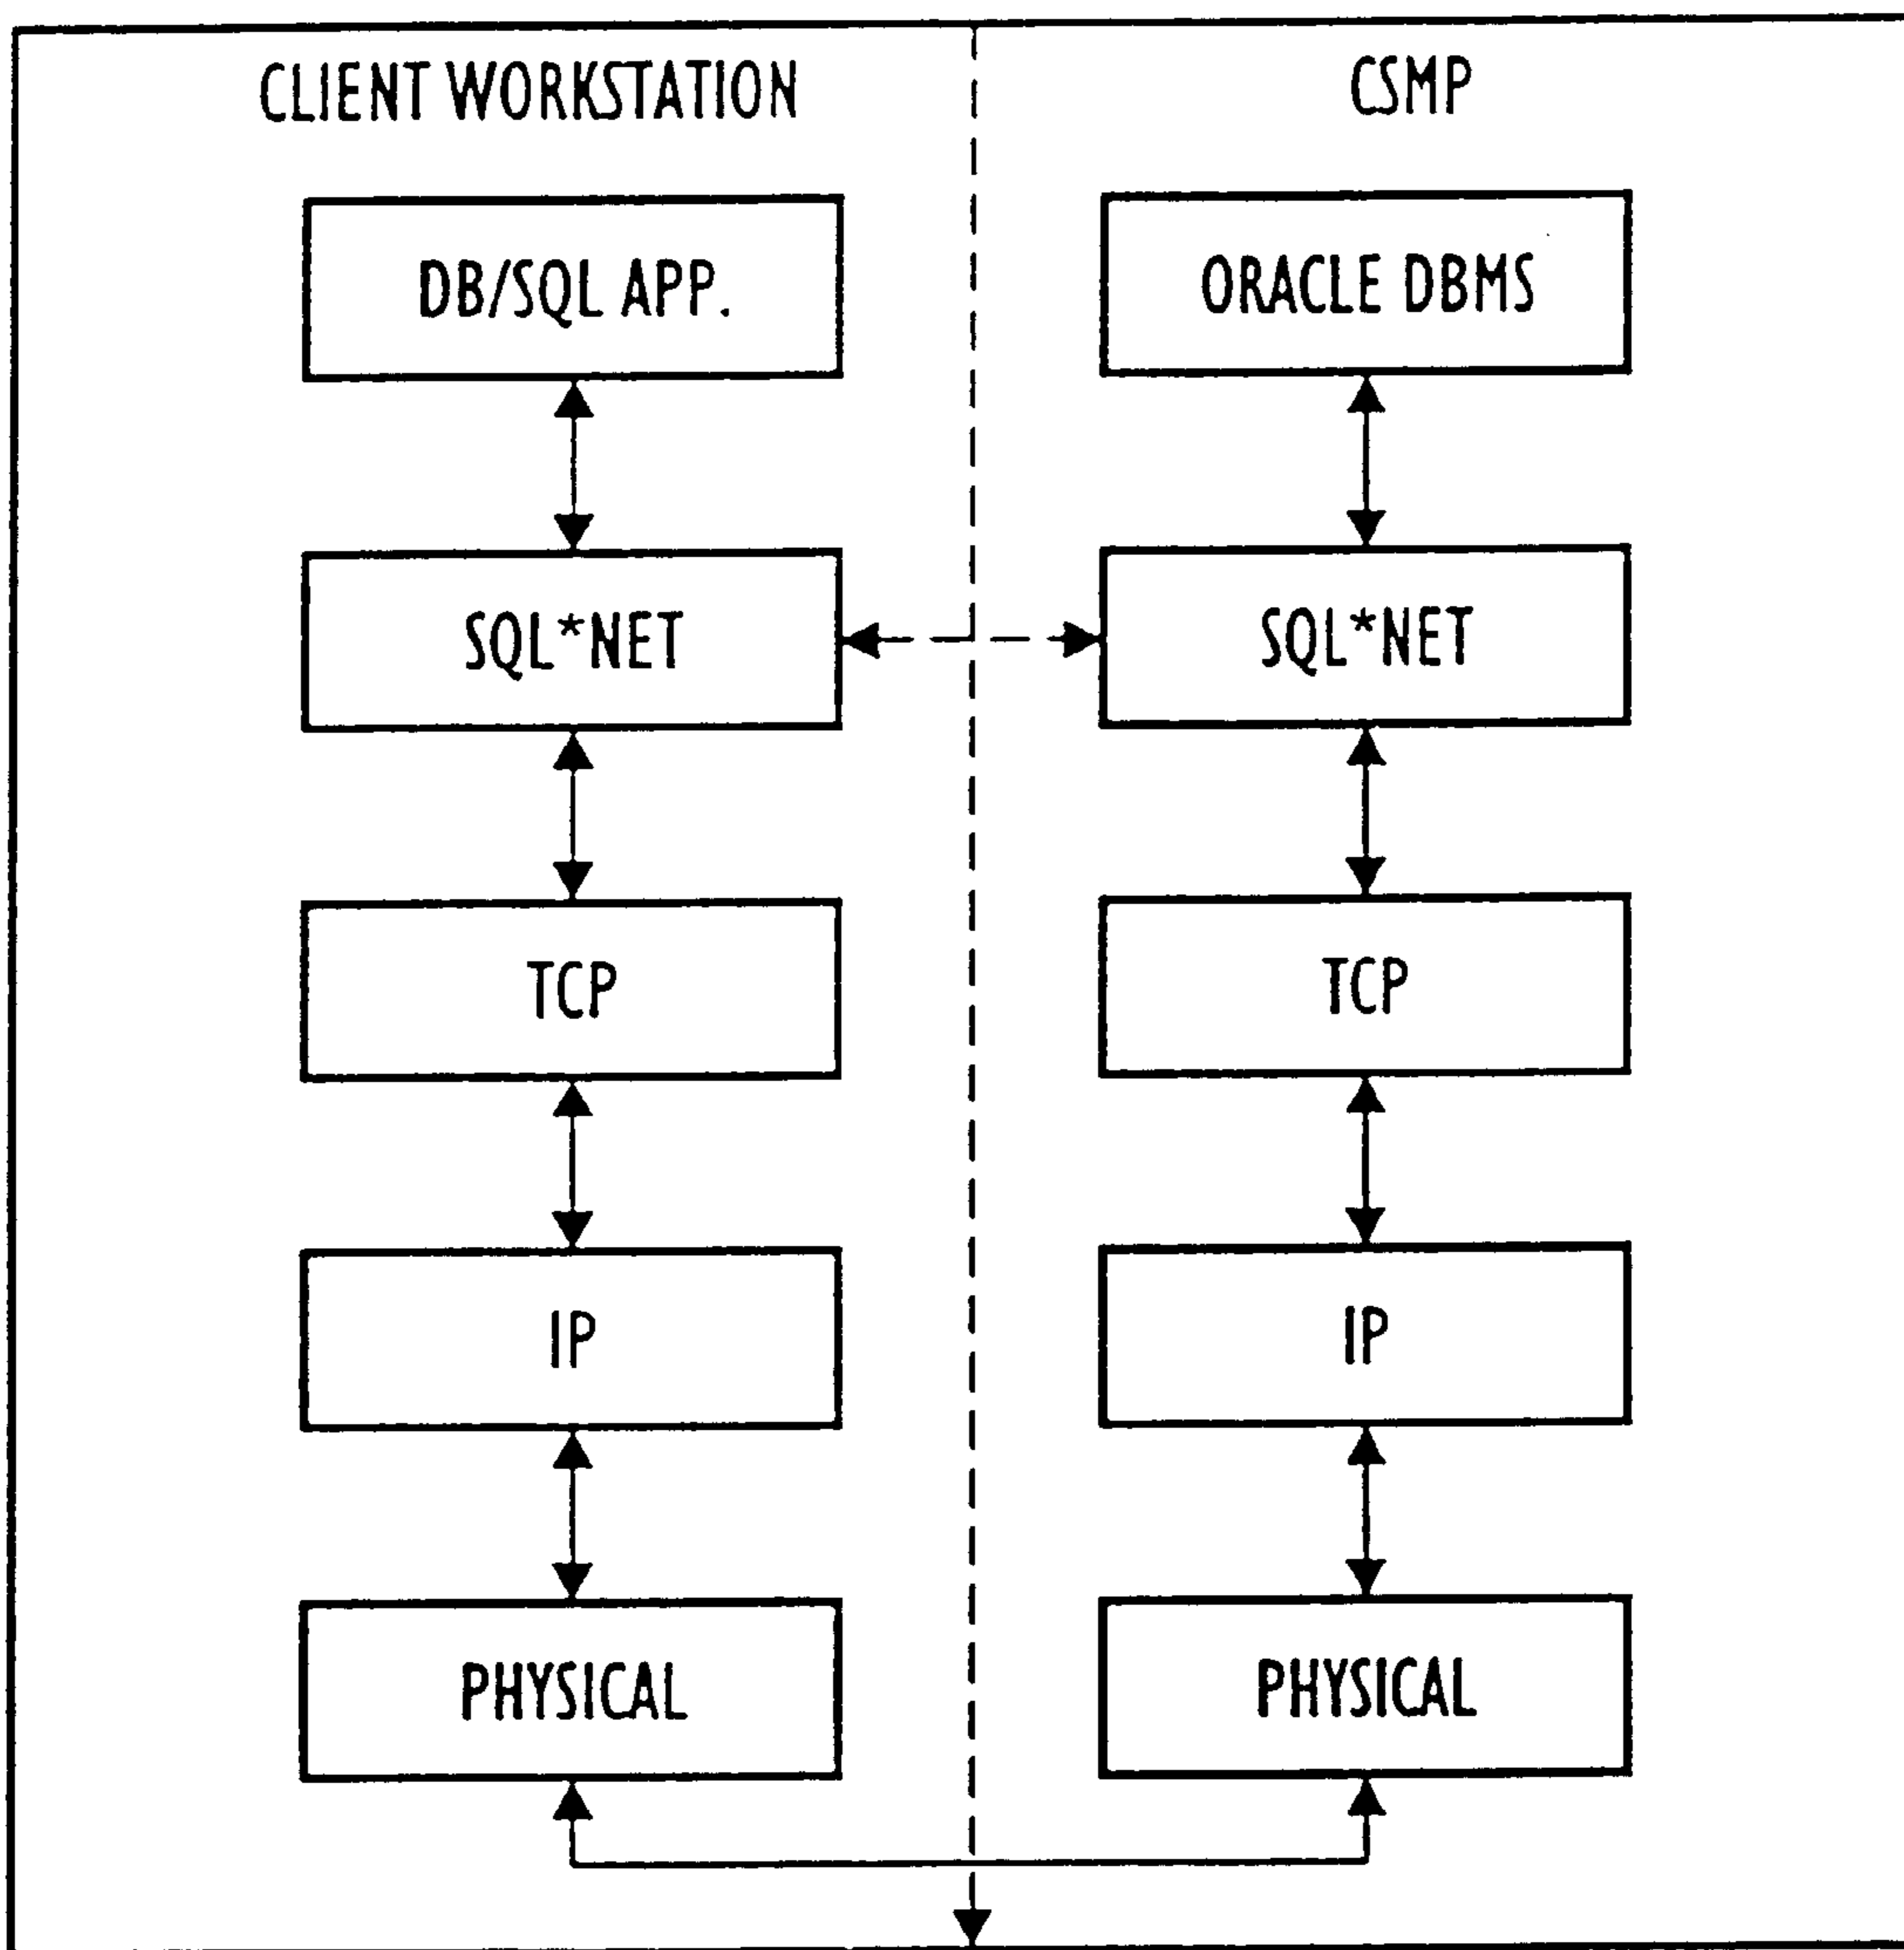 CLIENT WORKSTATION
CSMP
DB/SQL APP.
ORACLE DBMS
SQL*NET
SQL*NET
TCP
TCP
IP
IP
PHYSICAL
PHYSICAL